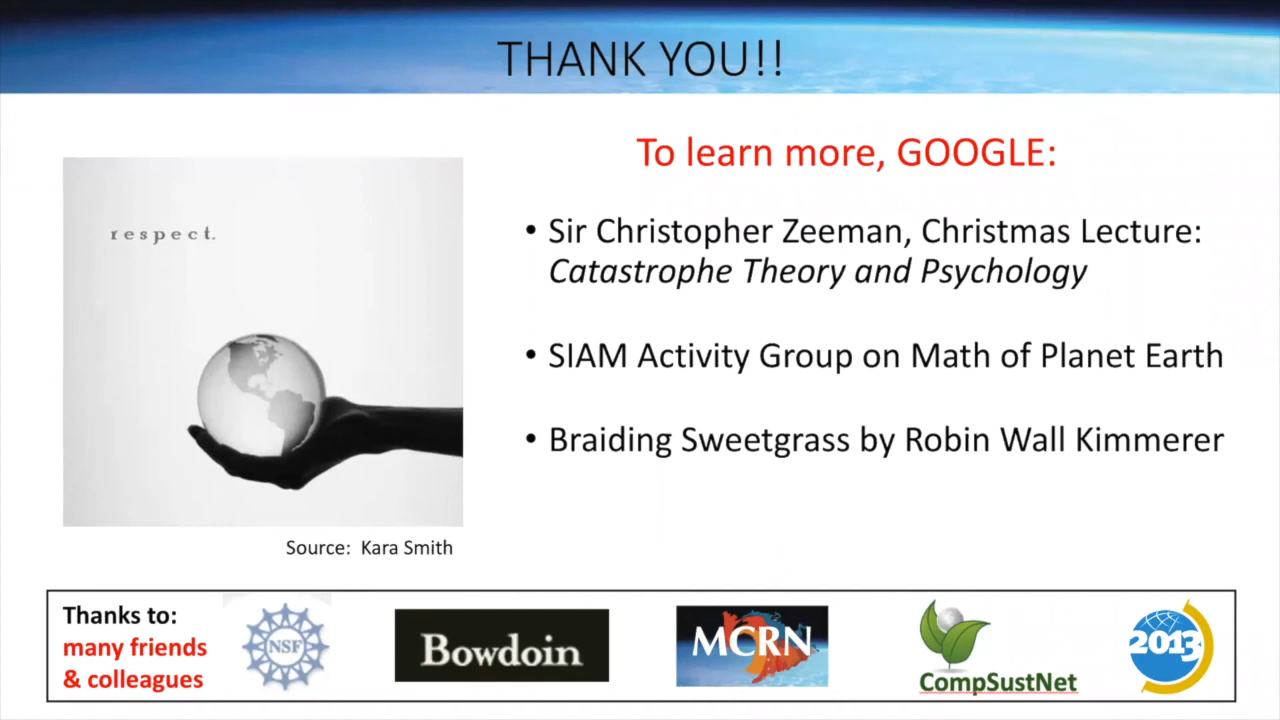 THANK YOU!!
respect.
Source: Kara Smith
To learn more, GOOGLE:
• Sir Christopher Zeeman, Christmas Lecture:
Catastrophe Theory and Psychology
• SIAM Activity Group on Math of Planet Earth
• Braiding Sweetgrass by Robin Wall Kimmerer
Thanks to:
many friends
& colleagues
NSF
Bowdoin
MCRN
CompSustNet
2013